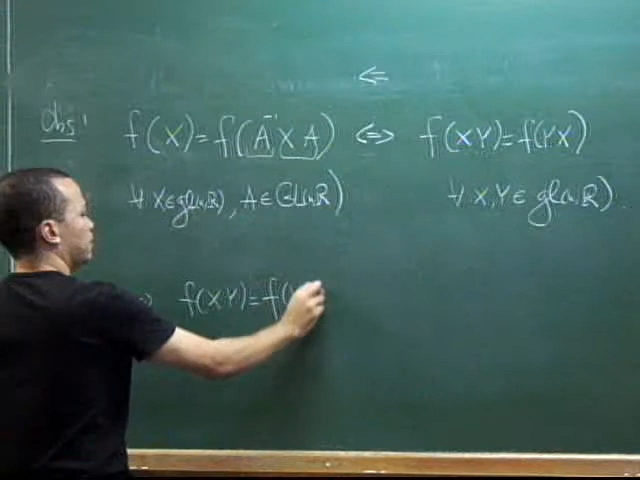 ⇐
Obs: f(X) = f(A⁻¹XA) ⇔ f(XY) = f(YX)
∀ X ∈ gl(n,ℝ), A ∈ GL(n,ℝ) ∀ X,Y ∈ gl(n,ℝ).
⇒) f(XY) = f(